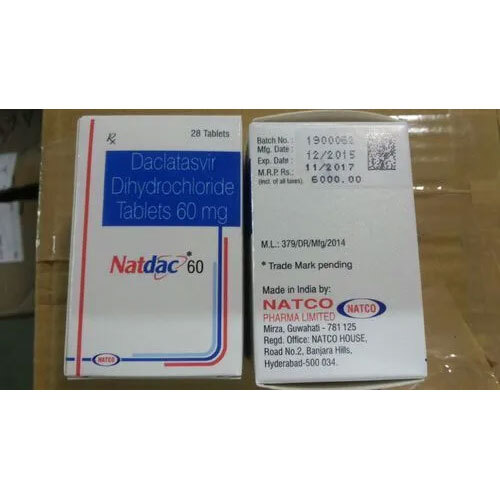 28 Tablets
Rx
Daclatasvir
Dihydrochloride
Tablets 60 mg
Natdac*60
NATCO
Batch No. : 1900062
Mfg. Date : 12/2015
Exp. Date : 11/2017
M.R.P. Rs.: 6000.00
(incl. of all taxes)
M.L.: 379/DR/Mfg/2014
* Trade Mark pending
Made in India by:
NATCO
PHARMA LIMITED
NATCO
Mirza, Guwahati - 781 125
Regd. Office: NATCO HOUSE,
Road No.2, Banjara Hills,
Hyderabad-500 034.